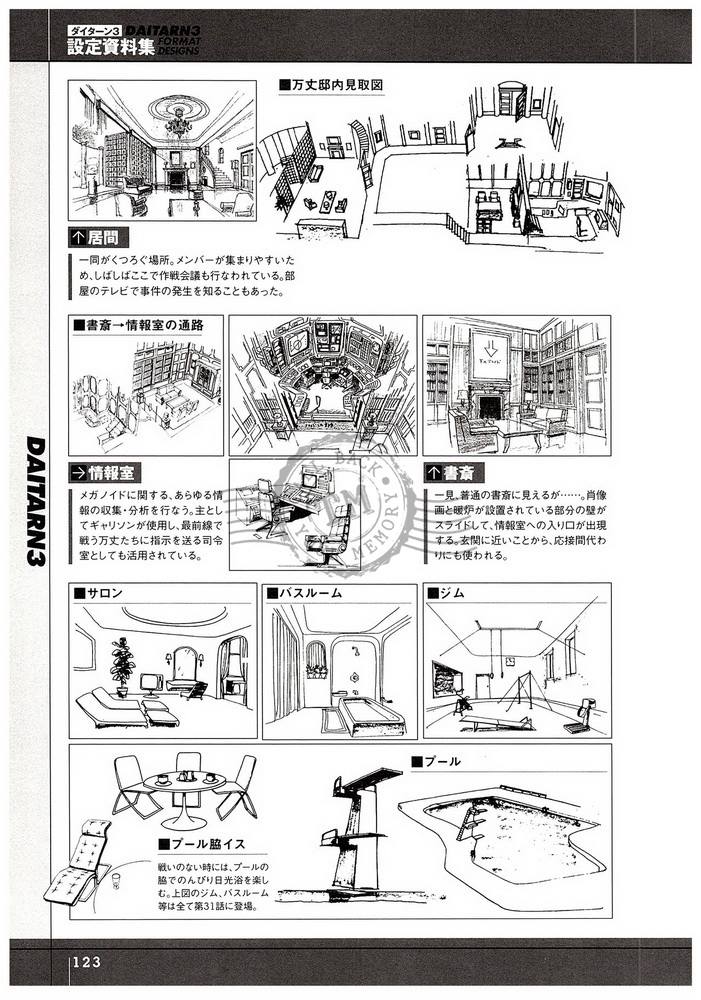 ダイターン3
DAITARN3
設定資料集
FORMAT
DESIGNS
■万丈邸内見取図
↑居間
一同がくつろぐ場所。メンバーが集まりやすいた
め、しばしばここで作戦会議も行なわれている。部
屋のテレビで事件の発生を知ることもあった。
■書斎→情報室の通路
→情報室
メガノイドに関する、あらゆる情
報の収集・分析を行なう。主とし
てギャリソンが使用し、最前線で
戦う万丈たちに指示を送る司令
室としても活用されている。
↑書斎
一見、普通の書斎に見えるが……。肖像
画と暖炉が設置されている部分の壁が
スライドして、情報室への入り口が出現
する。玄関に近いことから、応接間代わ
りにも使われる。
BACK
TM
MEMORY
DAITARN3
■サロン
■バスルーム
■ジム
■プール
■プール脇イス
戦いのない時には、プールの
脇でのんびり日光浴を楽し
む。上図のジム、バスルーム
等は全て第31話に登場。
123